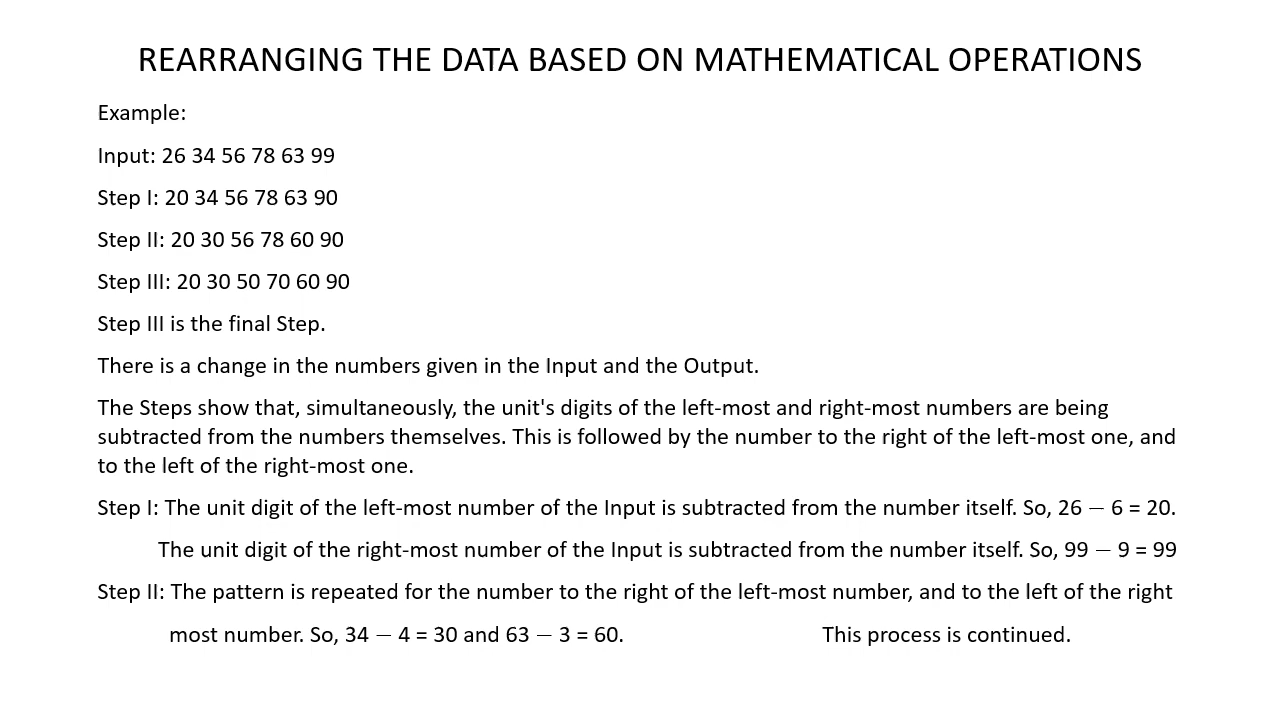 REARRANGING THE DATA BASED ON MATHEMATICAL OPERATIONS
Example:
Input: 26 34 56 78 63 99
Step I: 20 34 56 78 63 90
Step II: 20 30 56 78 60 90
Step III: 20 30 50 70 60 90
Step III is the final Step.
There is a change in the numbers given in the Input and the Output.
The Steps show that, simultaneously, the unit's digits of the left-most and right-most numbers are being
subtracted from the numbers themselves. This is followed by the number to the right of the left-most one, and
to the left of the right-most one.
Step I: The unit digit of the left-most number of the Input is subtracted from the number itself. So, 26 − 6 = 20.
The unit digit of the right-most number of the Input is subtracted from the number itself. So, 99 − 9 = 99
Step II: The pattern is repeated for the number to the right of the left-most number, and to the left of the right
most number. So, 34 − 4 = 30 and 63 − 3 = 60. This process is continued.